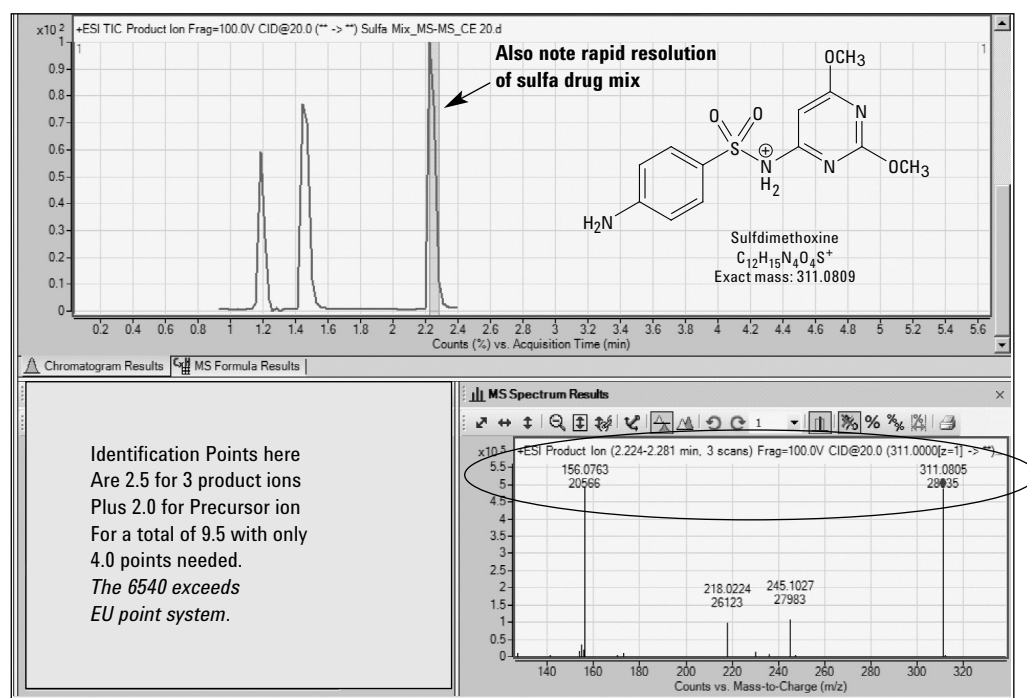 x10 2
+ESI TIC Product Ion Frag=100.0V CID@20.0 (** -> **) Sulfa Mix_MS-MS_CE 20.d
1
1
1
0.9
0.8
0.7
0.6
0.5
0.4
0.3
0.2
0.1
0
Also note rapid resolution
of sulfa drug mix
OCH3
O
O
S
N
H2
N
N
OCH3
H2N
Sulfdimethoxine
C12H15N4O4S+
Exact mass: 311.0809
0.2 0.4 0.6 0.8 1 1.2 1.4 1.6 1.8 2 2.2 2.4 2.6 2.8 3 3.2 3.4 3.6 3.8 4 4.2 4.4 4.6 4.8 5 5.2 5.4 5.6
Counts (%) vs. Acquisition Time (min)
Chromatogram Results
MS Formula Results
Identification Points here
Are 2.5 for 3 product ions
Plus 2.0 for Precursor ion
For a total of 9.5 with only
4.0 points needed.
The 6540 exceeds
EU point system.
MS Spectrum Results
1
x10 5
+ESI Product Ion (2.224-2.281 min, 3 scans) Frag=100.0V CID@20.0 (311.0000[z=1] -> **)
5.5
5
4.5
4
3.5
3
2.5
2
1.5
1
0.5
0
156.0763
20566
218.0224
26123
245.1027
27983
311.0805
140 160 180 200 220 240 260 280 300 320
Counts vs. Mass-to-Charge (m/z)